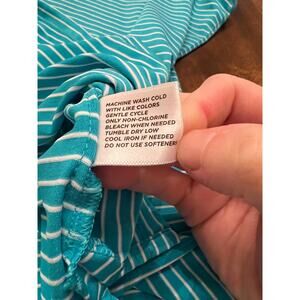 MACHINE WASH COLD
WITH LIKE COLORS
GENTLE CYCLE
ONLY NON-CHLORINE
BLEACH WHEN NEEDED
TUMBLE DRY LOW
COOL IRON IF NEEDED
DO NOT USE SOFTENER